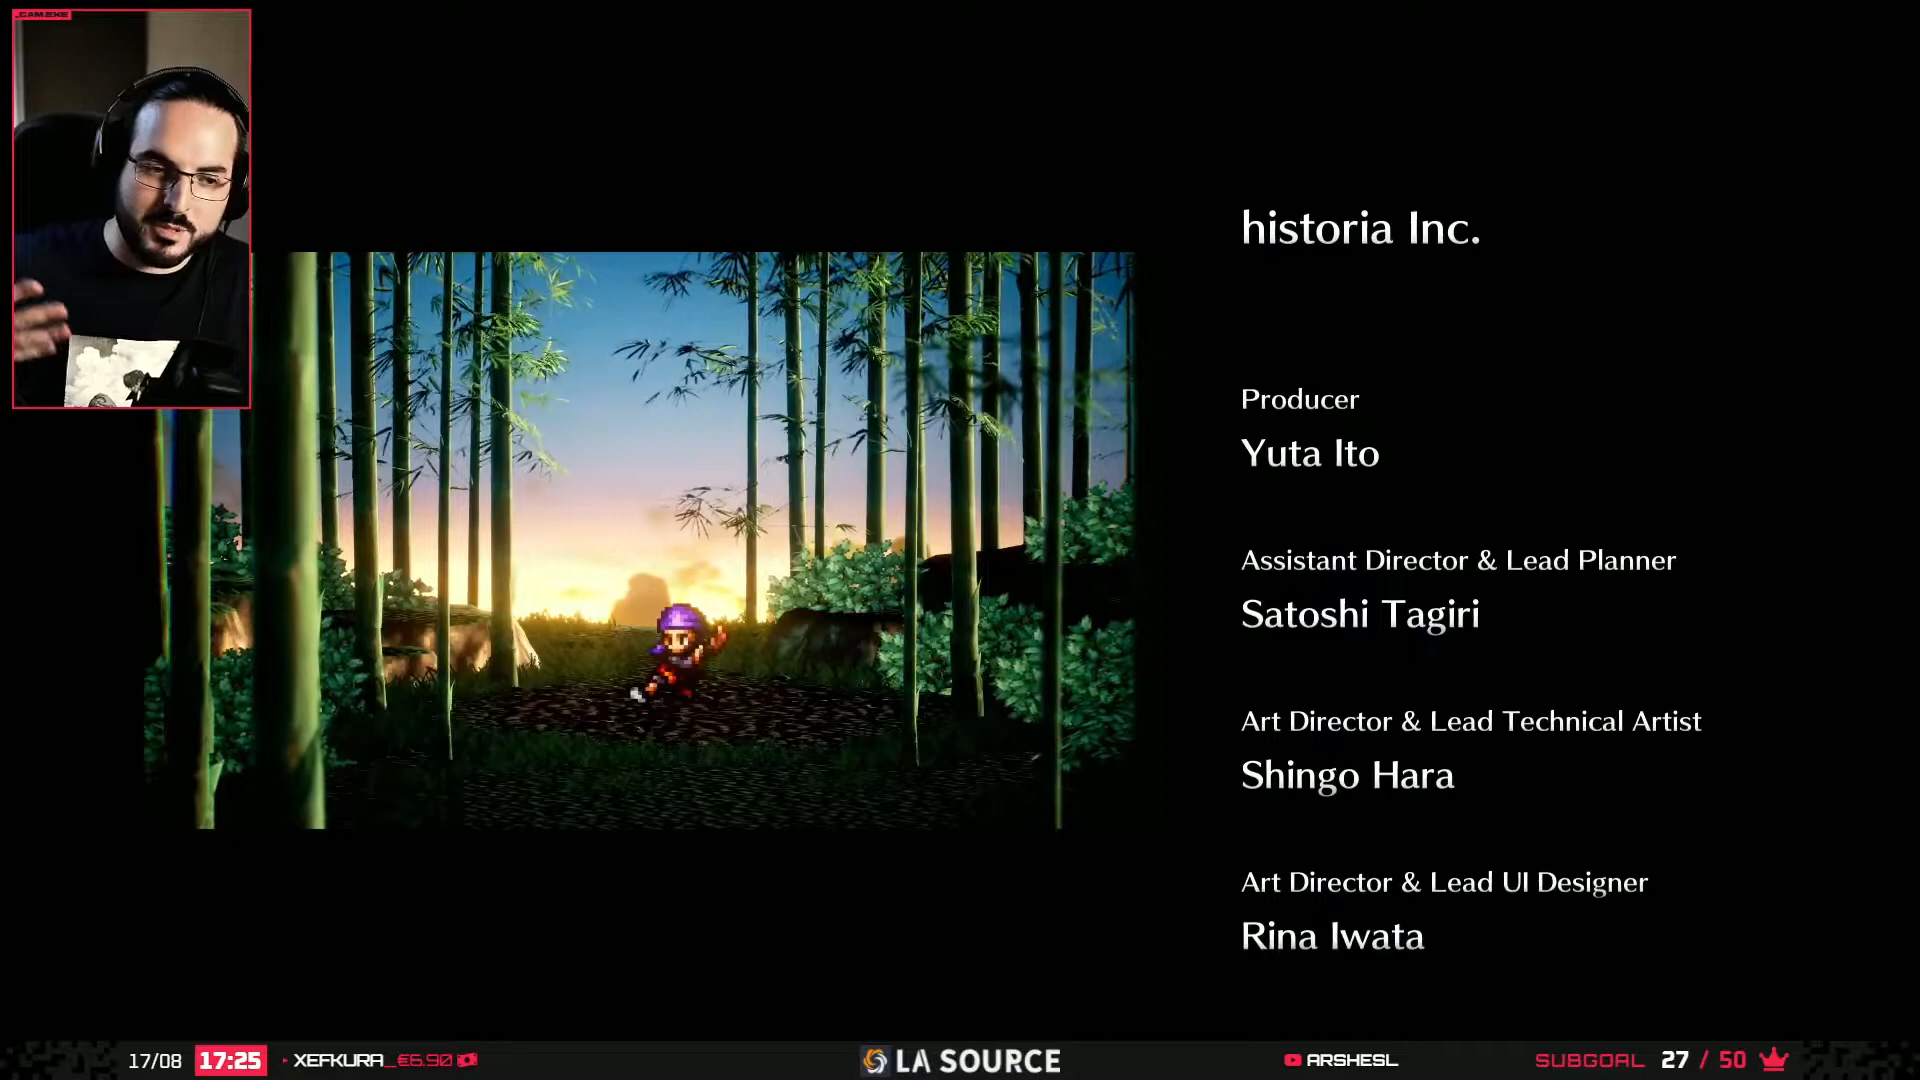 _CAM.EXE
historia Inc.
Producer
Yuta Ito
Assistant Director & Lead Planner
Satoshi Tagiri
Art Director & Lead Technical Artist
Shingo Hara
Art Director & Lead UI Designer
Rina Iwata
17/08 17:25 XEFKURA_€6.90 LA SOURCE ARSHESL SUBGOAL 27 / 50